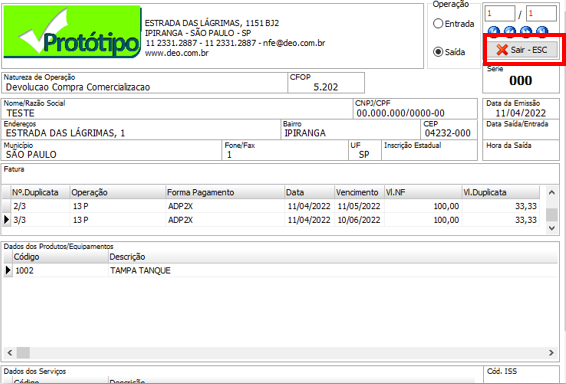 Protótipo
ESTRADA DAS LÁGRIMAS, 1151 BJ2
IPIRANGA - SÃO PAULO - SP
11 2331.2887 - 11 2331.2887 - nfe@deo.com.br
www.deo.com.br
Operação
Entrada
Saída
1 / 1
Sair - ESC
Série
000
Natureza de Operação CFOP
Devolucao Compra Comercializacao 5.202
Nome/Razão Social CNPJ/CPF Data da Emissão
TESTE 00.000.000/0000-00 11/04/2022
Endereços Bairro CEP Data Saída/Entrada
ESTRADA DAS LÁGRIMAS, 1 IPIRANGA 04232-000
Município Fone/Fax UF Inscrição Estadual Hora da Saída
SÃO PAULO 1 SP
Fatura
Nº.Duplicata Operação Forma Pagamento Data Vencimento Vl.NF Vl.Duplicata
2/3 13 P ADP2X 11/04/2022 11/05/2022 100,00 33,33
3/3 13 P ADP2X 11/04/2022 10/06/2022 100,00 33,33
Dados dos Produtos/Equipamentos
Código Descrição
1002 TAMPA TANQUE
Dados dos Serviços Cód. ISS
Código Descrição